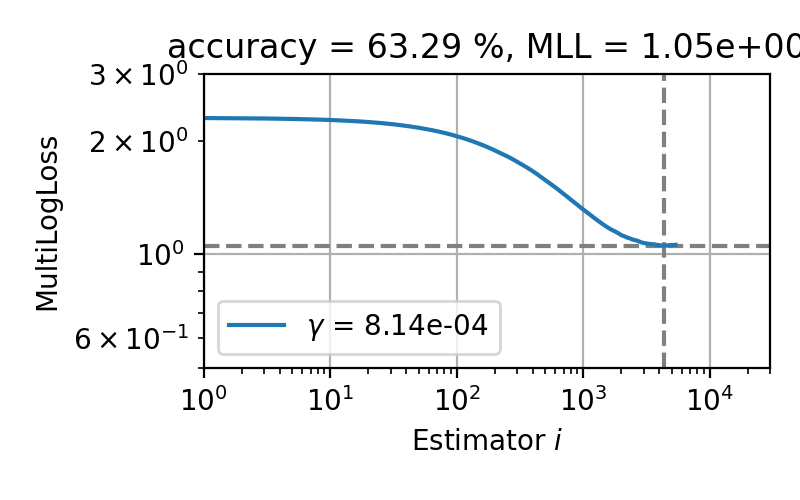 accuracy = 63.29 %, MLL = 1.05e+00
3 × 10⁰
2 × 10⁰
10⁰
6 × 10⁻¹
MultiLogLoss
γ = 8.14e-04
10⁰ 10¹ 10² 10³ 10⁴
Estimator i